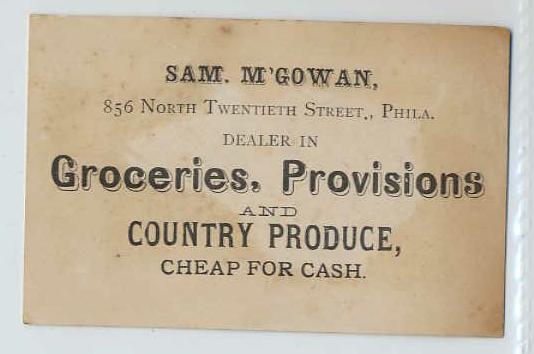 SAM. M'GOWAN,
856 NORTH TWENTIETH STREET., PHILA.
DEALER IN
Groceries, Provisions
AND
COUNTRY PRODUCE,
CHEAP FOR CASH.